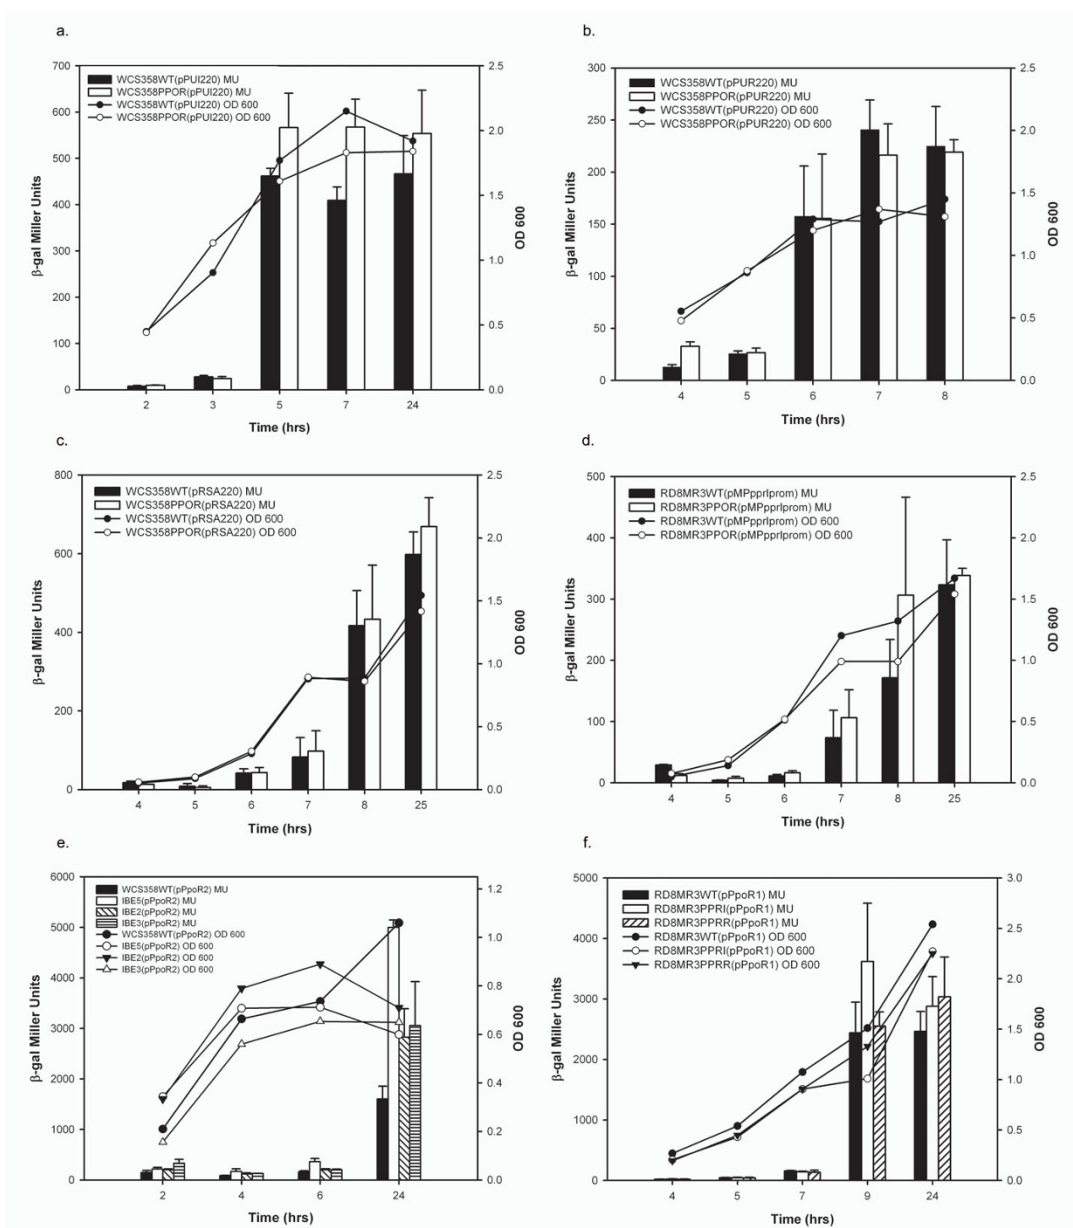 a.
700
600
500
400
300
200
100
0
β-gal Miller Units
WCS358WT(pPUI220) MU
WCS358PPOR(pPUI220) MU
WCS358WT(pPUI220) OD 600
WCS358PPOR(pPUI220) OD 600
2.5
2.0
1.5
1.0
0.5
0.0
OD 600
2 3 5 7 24
Time (hrs)
b.
300
250
200
150
100
50
0
β-gal Miller Units
WCS358WT(pPUR220) MU
WCS358PPOR(pPUR220) MU
WCS358WT(pPUR220) OD 600
WCS358PPOR(pPUR220) OD 600
2.5
2.0
1.5
1.0
0.5
0.0
OD 600
4 5 6 7 8
Time (hrs)
c.
800
600
400
200
0
β-gal Miller Units
WCS358WT(pRSA220) MU
WCS358PPOR(pRSA220) MU
WCS358WT(pRSA220) OD 600
WCS358PPOR(pRSA220) OD 600
2.5
2.0
1.5
1.0
0.5
0.0
OD 600
4 5 6 7 8 25
Time (hrs)
d.
500
400
300
200
100
0
β-gal Miller Units
RD8MR3WT(pMPpprIprom) MU
RD8MR3PPOR(pMPpprIprom) MU
RD8MR3WT(pMPpprIprom) OD 600
RD8MR3PPOR(pMPpprIprom) OD 600
2.5
2.0
1.5
1.0
0.5
0.0
OD 600
4 5 6 7 8 25
Time (hrs)
e.
6000
5000
4000
3000
2000
1000
0
β-gal Miller Units
WCS358WT(pPpoR2) MU
IBE5(pPpoR2) MU
IBE2(pPpoR2) MU
IBE3(pPpoR2) MU
WCS358WT(pPpoR2) OD 600
IBE5(pPpoR2) OD 600
IBE2(pPpoR2) OD 600
IBE3(pPpoR2) OD 600
1.2
1.0
0.8
0.6
0.4
0.2
0.0
OD 600
2 4 6 24
Time (hrs)
f.
5000
4000
3000
2000
1000
0
β-gal Miller Units
RD8MR3WT(pPpoR1) MU
RD8MR3PPRI(pPpoR1) MU
RD8MR3PPRR(pPpoR1) MU
RD8MR3WT(pPpoR1) OD 600
RD8MR3PPRI(pPpoR1) OD 600
RD8MR3PPRR(pPpoR1) OD 600
3.0
2.5
2.0
1.5
1.0
0.5
0.0
OD 600
4 5 7 9 24
Time (hrs)